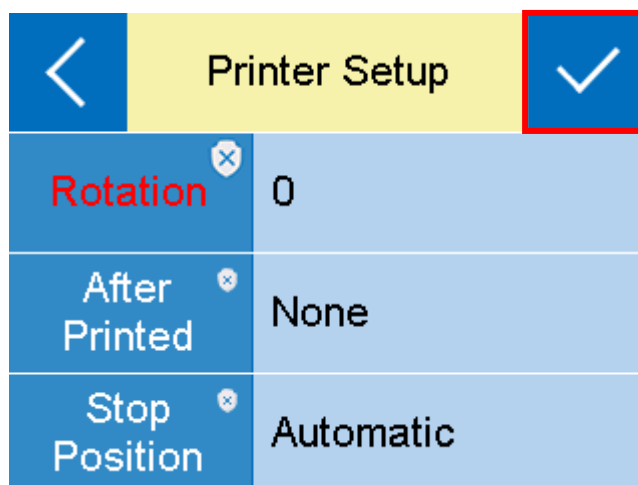 Printer Setup
Rotation
0
After
Printed
None
Stop
Position
Automatic